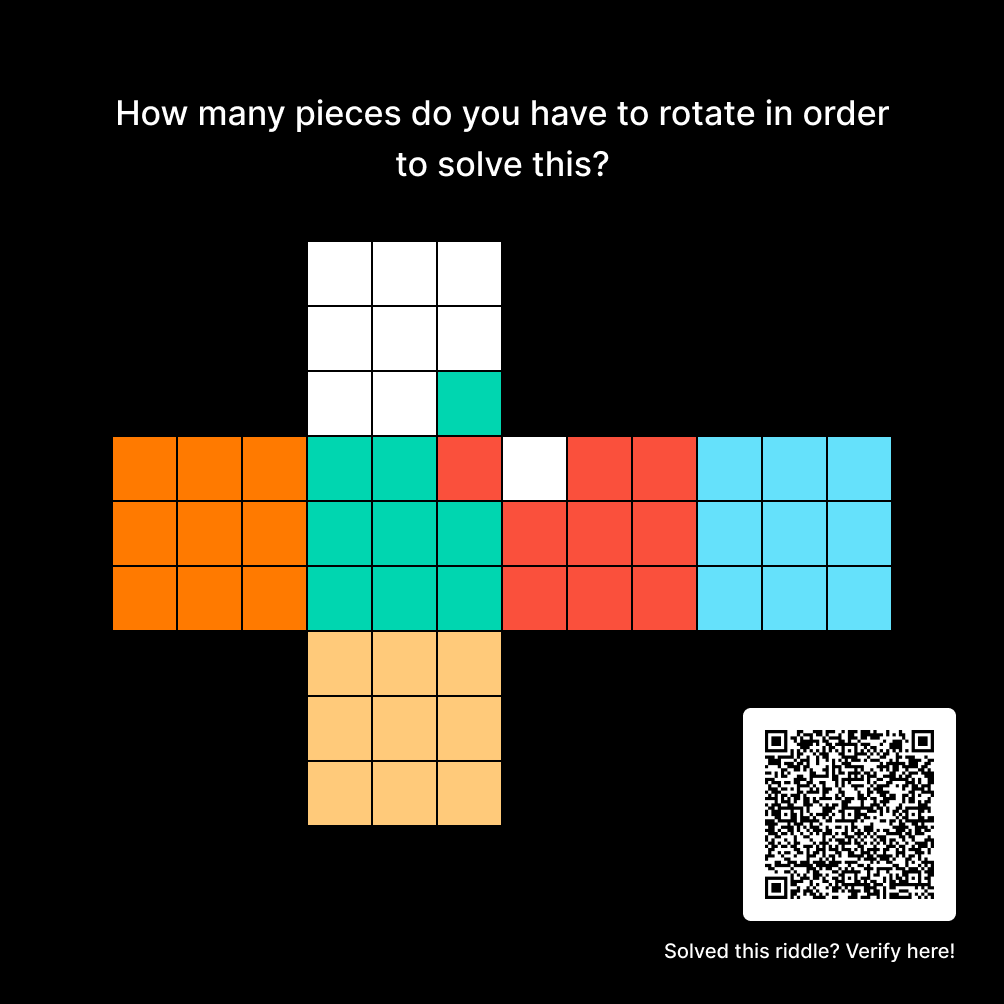 How many pieces do you have to rotate in order
to solve this?
Solved this riddle? Verify here!